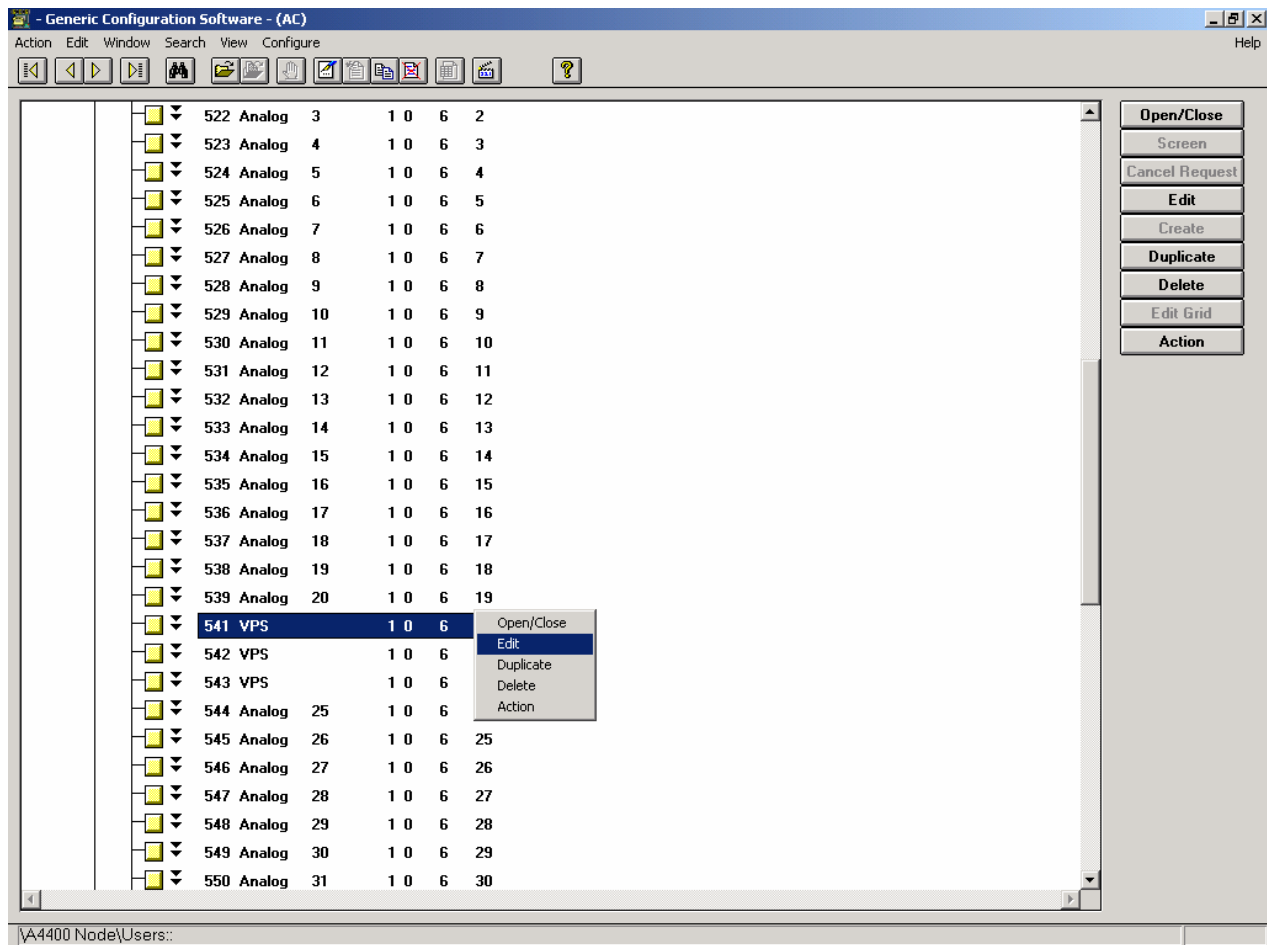 - Generic Configuration Software - (AC)
Action Edit Window Search View Configure Help
522 Analog 3 1 0 6 2
523 Analog 4 1 0 6 3
524 Analog 5 1 0 6 4
525 Analog 6 1 0 6 5
526 Analog 7 1 0 6 6
527 Analog 8 1 0 6 7
528 Analog 9 1 0 6 8
529 Analog 10 1 0 6 9
530 Analog 11 1 0 6 10
531 Analog 12 1 0 6 11
532 Analog 13 1 0 6 12
533 Analog 14 1 0 6 13
534 Analog 15 1 0 6 14
535 Analog 16 1 0 6 15
536 Analog 17 1 0 6 16
537 Analog 18 1 0 6 17
538 Analog 19 1 0 6 18
539 Analog 20 1 0 6 19
541 VPS 1 0 6
542 VPS 1 0 6
543 VPS 1 0 6
544 Analog 25 1 0 6
545 Analog 26 1 0 6 25
546 Analog 27 1 0 6 26
547 Analog 28 1 0 6 27
548 Analog 29 1 0 6 28
549 Analog 30 1 0 6 29
550 Analog 31 1 0 6 30
Open/Close
Edit
Duplicate
Delete
Action
Open/Close
Screen
Cancel Request
Edit
Create
Duplicate
Delete
Edit Grid
Action
\A4400 Node\Users::